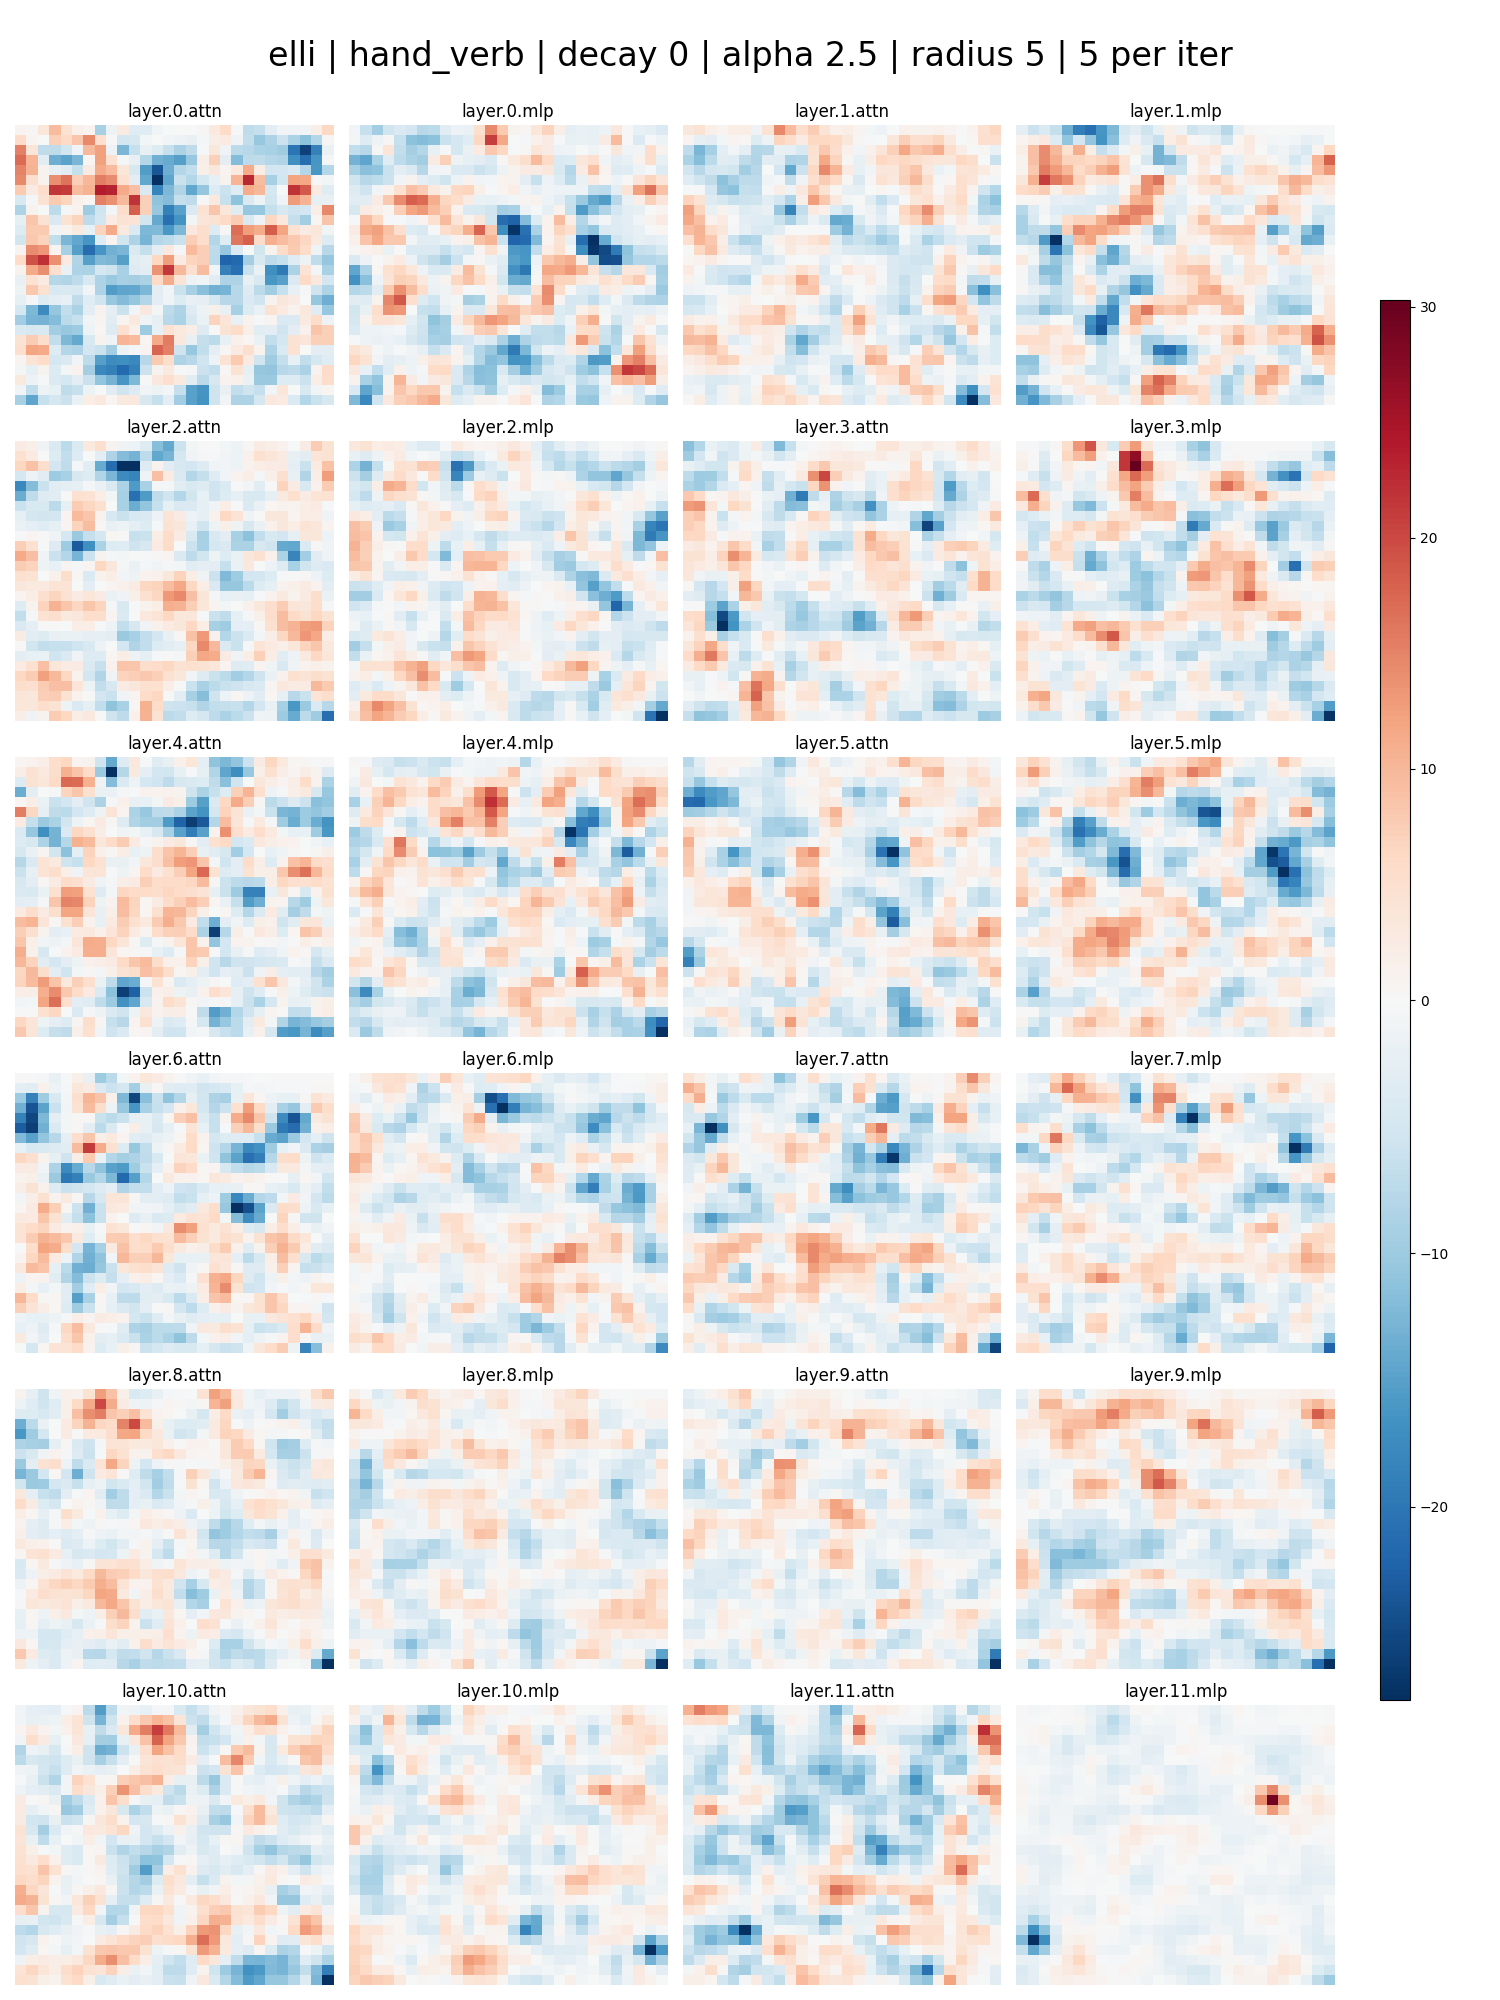 elli | hand_verb | decay 0 | alpha 2.5 | radius 5 | 5 per iter
layer.0.attn
layer.0.mlp
layer.1.attn
layer.1.mlp
layer.2.attn
layer.2.mlp
layer.3.attn
layer.3.mlp
layer.4.attn
layer.4.mlp
layer.5.attn
layer.5.mlp
layer.6.attn
layer.6.mlp
layer.7.attn
layer.7.mlp
layer.8.attn
layer.8.mlp
layer.9.attn
layer.9.mlp
layer.10.attn
layer.10.mlp
layer.11.attn
layer.11.mlp
30
20
10
0
−10
−20